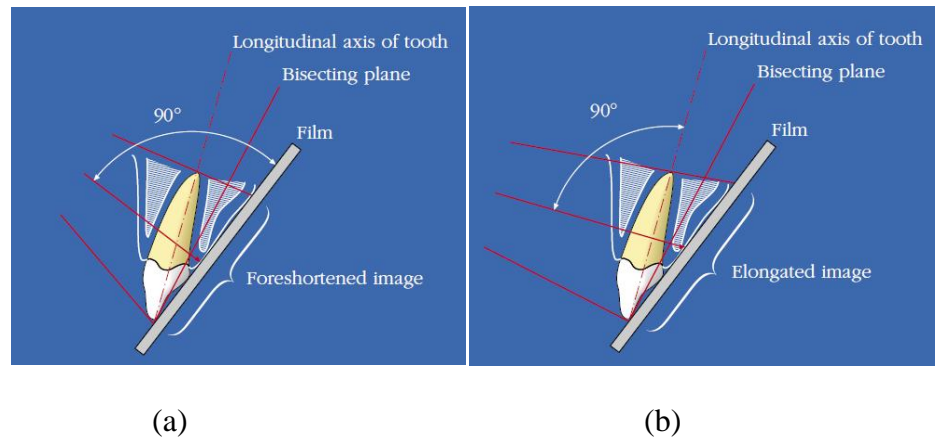 Longitudinal axis of tooth
Bisecting plane
90°
Film
Foreshortened image
(a)
Longitudinal axis of tooth
Bisecting plane
90°
Film
Elongated image
(b)